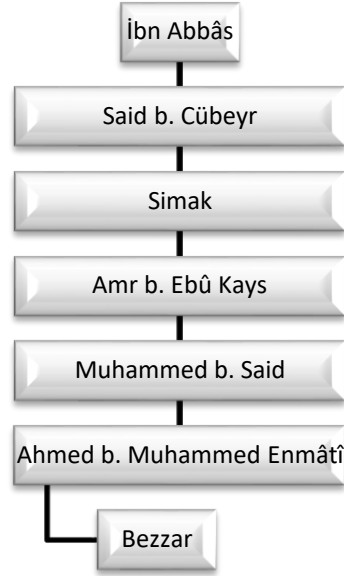 İbn Abbâs
Said b. Cübeyr
Simak
Amr b. Ebû Kays
Muhammed b. Said
Ahmed b. Muhammed Enmâtî
Bezzar